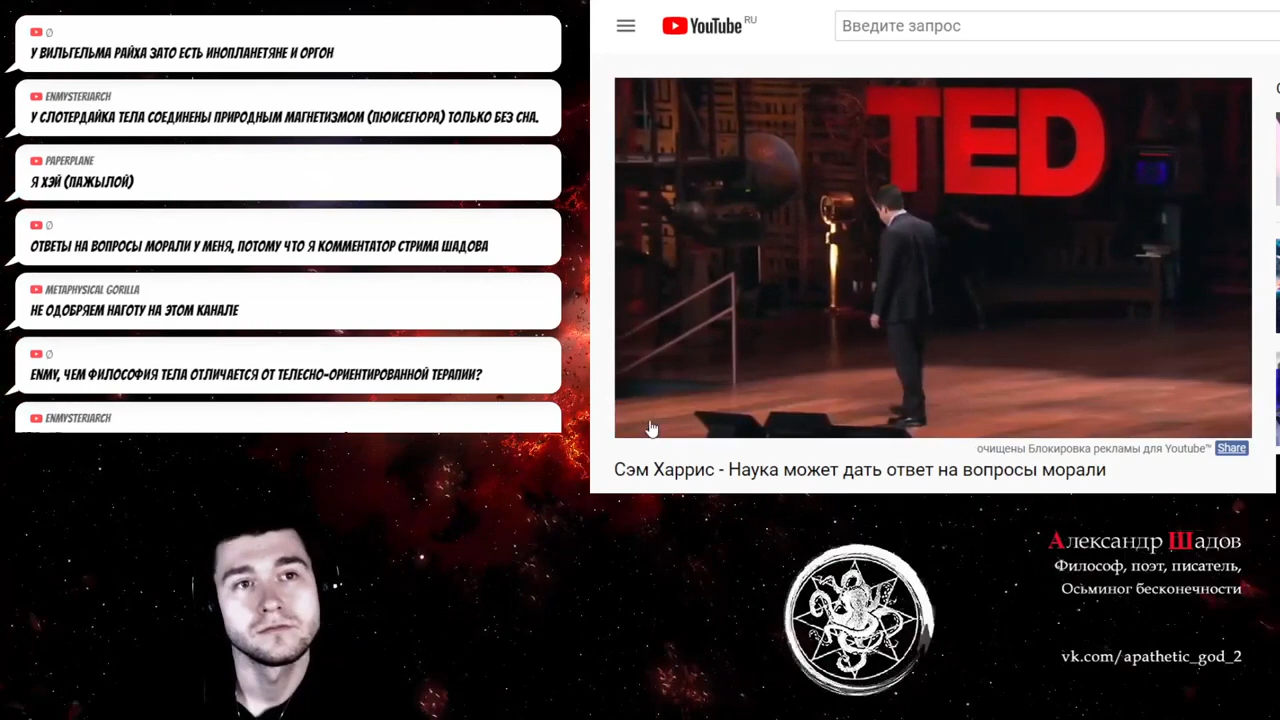 Ø
У ВИЛЬГЕЛЬМА РАЙХА ЗАТО ЕСТЬ ИНОПЛАНЕТЯНЕ И ОРГОН
ENMYSTERIARCH
У СЛОТЕРДАЙКА ТЕЛА СОЕДИНЕНЫ ПРИРОДНЫМ МАГНЕТИЗМОМ (ПЮИСЕГЮРА) ТОЛЬКО БЕЗ СНА.
PAPERPLANE
Я ХЭЙ (ПАЖЫЛОЙ)
Ø
ОТВЕТЫ НА ВОПРОСЫ МОРАЛИ У МЕНЯ, ПОТОМУ ЧТО Я КОММЕНТАТОР СТРИМА ШАДОВА
METAPHYSICAL GORILLA
НЕ ОДОБРЯЕМ НАГОТУ НА ЭТОМ КАНАЛЕ
Ø
ENMY, ЧЕМ ФИЛОСОФИЯ ТЕЛА ОТЛИЧАЕТСЯ ОТ ТЕЛЕСНО-ОРИЕНТИРОВАННОЙ ТЕРАПИИ?
ENMYSTERIARCH
YouTube RU
Введите запрос
TED
очищены Блокировка рекламы для Youtube™ Share
Сэм Харрис - Наука может дать ответ на вопросы морали
Александр Шадов
Философ, поэт, писатель,
Осьминог бесконечности
vk.com/apathetic_god_2